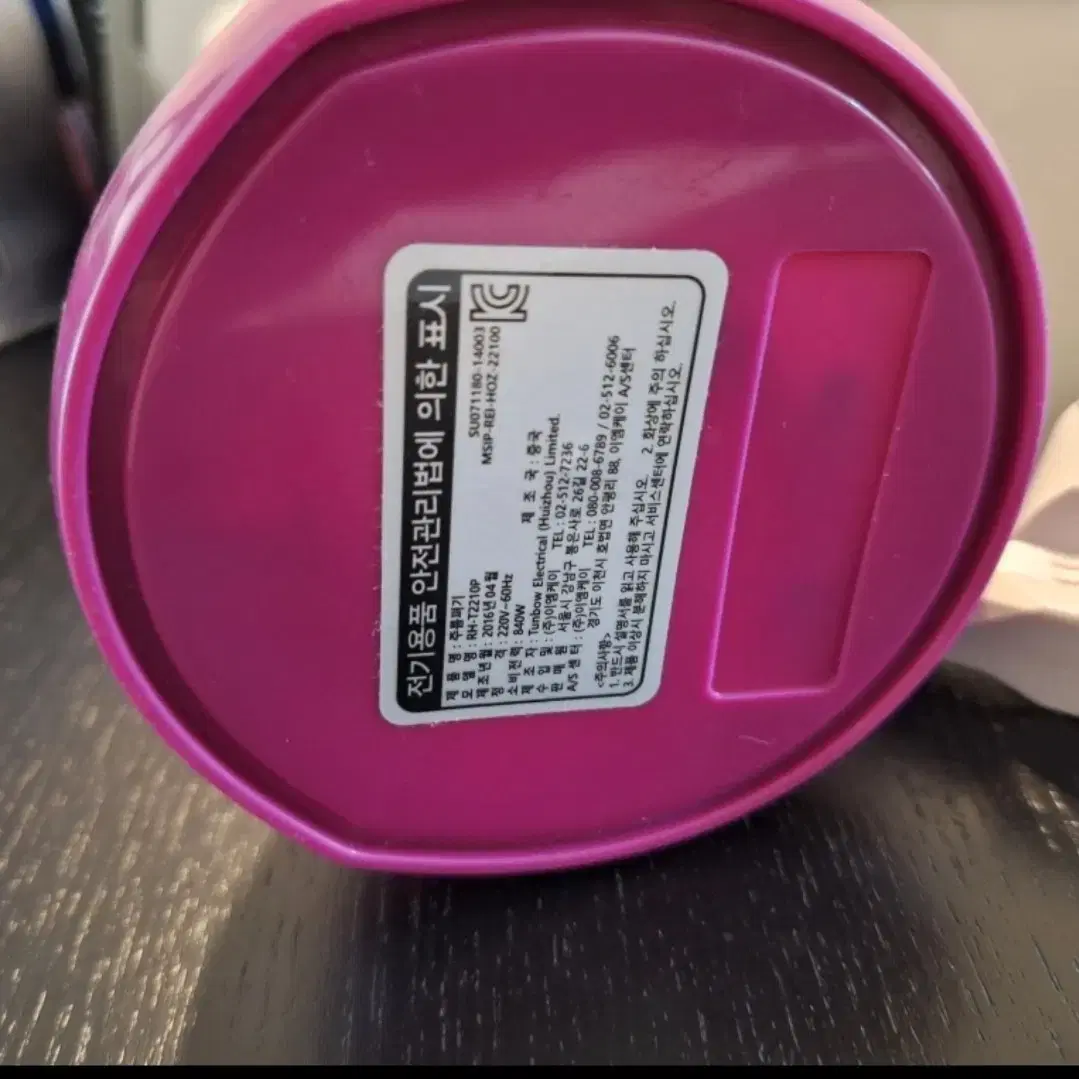 전기용품 안전관리법에 의한 표시
SU071180-14003
MSIP-REI-HOZ-22100
제 품 명 : 주름펴기
모 델 명 : RH-T2210P
제조년월 : 2016년 04월
정 격 : 220V~60Hz
제 조 국 : 중국
소비전력 : 840W
제 조 자 : Tunbow Electrical (Huizhou) Limited.
수 입 및 : (주)이엠케이 TEL : 02-512-7236
판 매 원 서울시 강남구 봉은사로 26길 22-6
A/S 센 터 : (주)이엠케이 TEL : 080-008-6789 / 02-512-6006
경기도 이천시 호법면 안평리 88, 이엠케이 A/S센터
<주의사항>
1. 반드시 설명서를 읽고 사용해 주십시오. 2. 화상에 주의 하십시오.
3. 제품 이상시 분해하지 마시고 서비스센터에 연락하십시오.